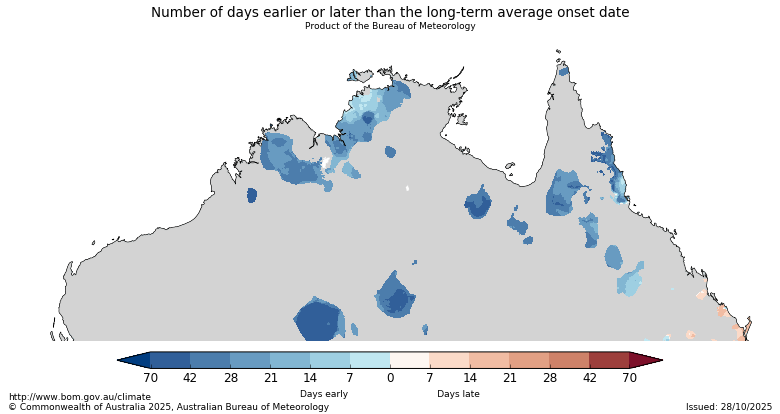 Number of days earlier or later than the long-term average onset date
Product of the Bureau of Meteorology
70 42 28 21 14 7 0 7 14 21 28 42 70
Days early Days late
http://www.bom.gov.au/climate
© Commonwealth of Australia 2025, Australian Bureau of Meteorology Issued: 28/10/2025